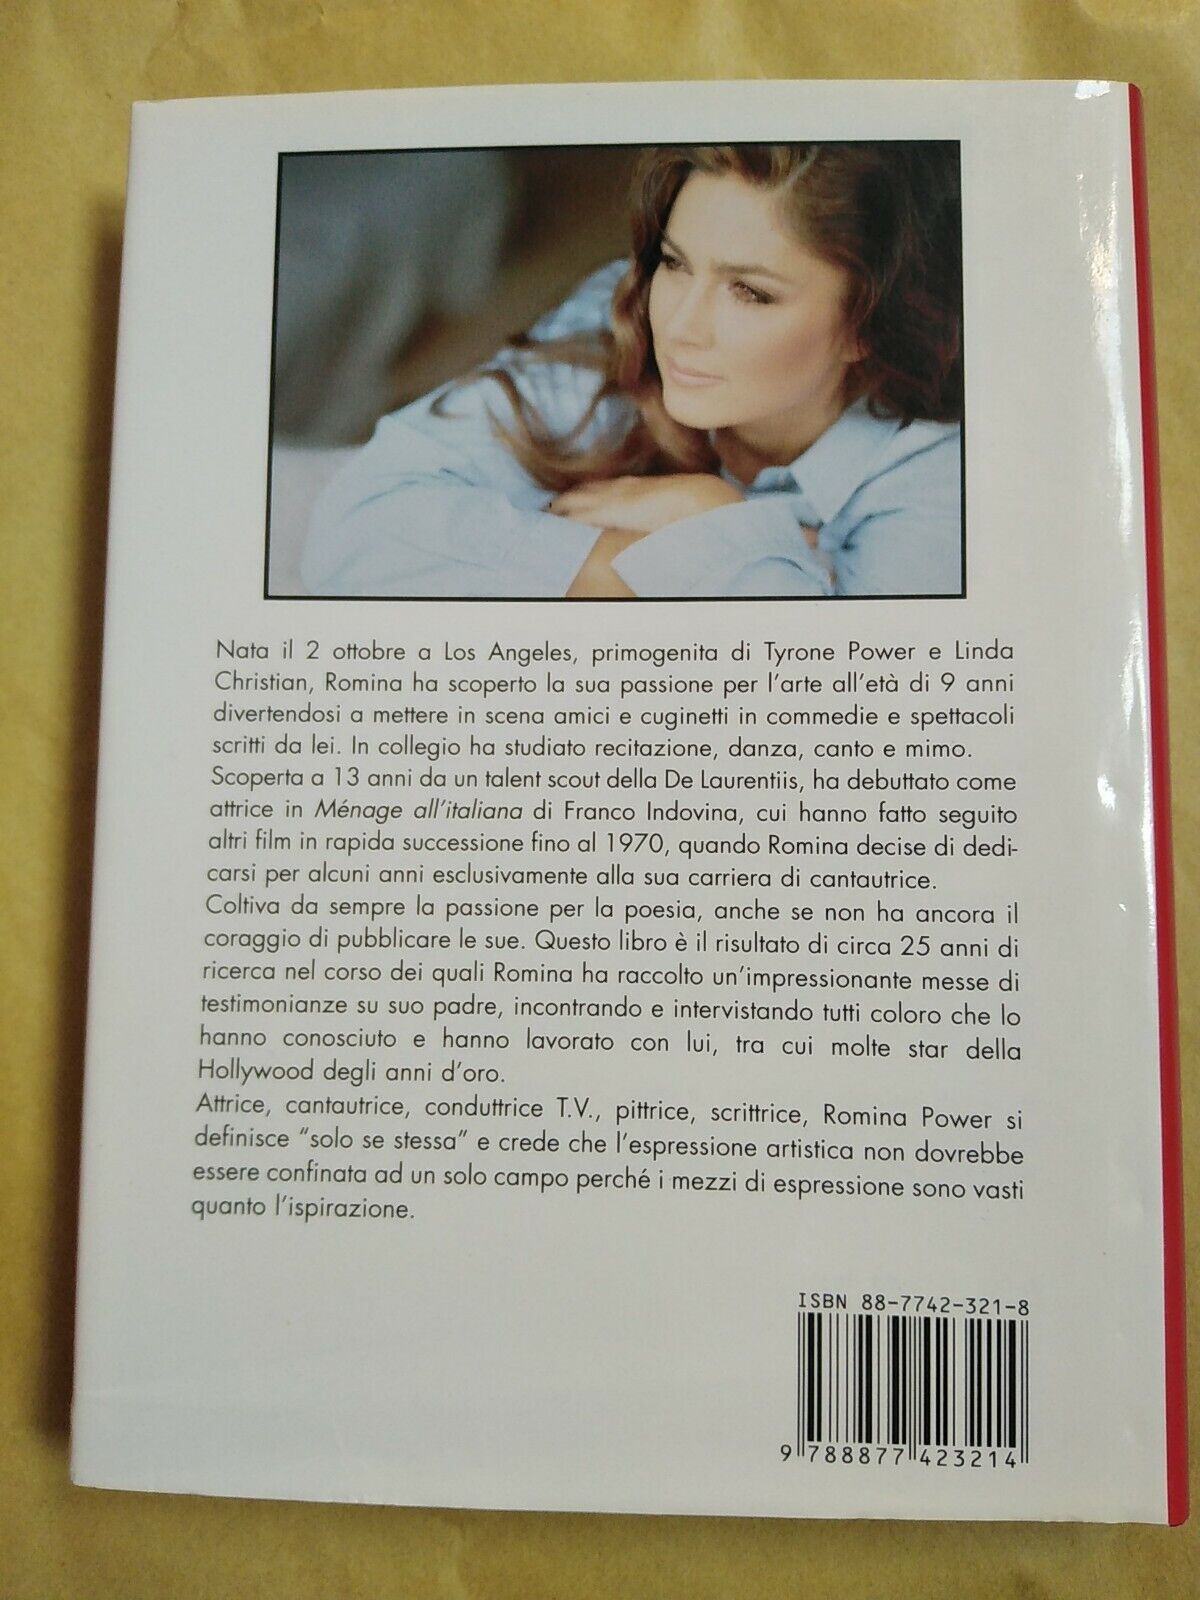 Nata il 2 ottobre a Los Angeles, primogenita di Tyrone Power e Linda
Christian, Romina ha scoperto la sua passione per l'arte all'età di 9 anni
divertendosi a mettere in scena amici e cuginetti in commedie e spettacoli
scritti da lei. In collegio ha studiato recitazione, danza, canto e mimo.
Scoperta a 13 anni da un talent scout della De Laurentiis, ha debuttato come
attrice in Ménage all'italiana di Franco Indovina, cui hanno fatto seguito
altri film in rapida successione fino al 1970, quando Romina decise di dedi-
carsi per alcuni anni esclusivamente alla sua carriera di cantautrice.
Coltiva da sempre la passione per la poesia, anche se non ha ancora il
coraggio di pubblicare le sue. Questo libro è il risultato di circa 25 anni di
ricerca nel corso dei quali Romina ha raccolto un'impressionante messe di
testimonianze su suo padre, incontrando e intervistando tutti coloro che lo
hanno conosciuto e hanno lavorato con lui, tra cui molte star della
Hollywood degli anni d'oro.
Attrice, cantautrice, conduttrice T.V., pittrice, scrittrice, Romina Power si
definisce "solo se stessa" e crede che l'espressione artistica non dovrebbe
essere confinata ad un solo campo perché i mezzi di espressione sono vasti
quanto l'ispirazione.
ISBN 88-7742-321-8
9 788877 423214